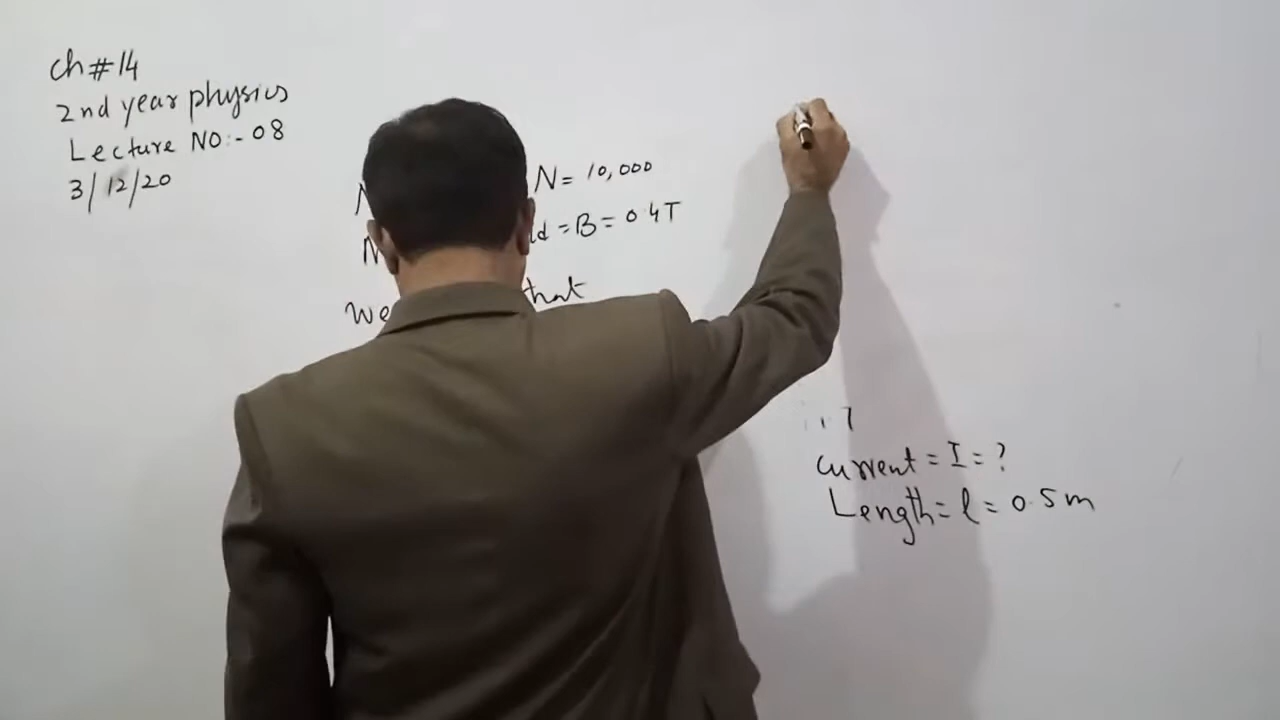 ch # 14
2nd year physics
Lecture NO:- 08
3/12/20
N = 10,000
= B = 0.4T
We that
current = I = ?
Length = l = 0.5m